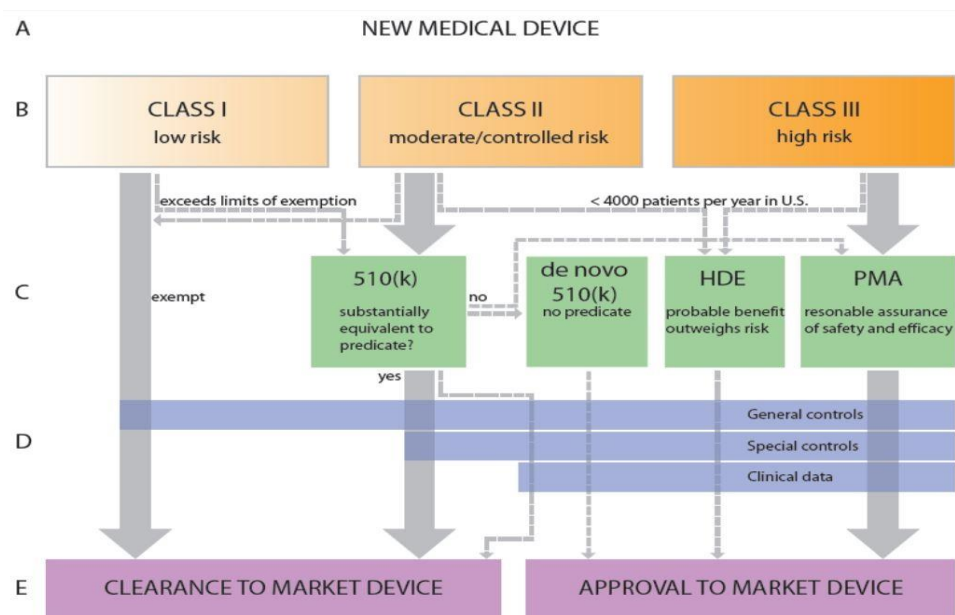 A
NEW MEDICAL DEVICE
B
CLASS I
low risk
CLASS II
moderate/controlled risk
CLASS III
high risk
exceeds limits of exemption
< 4000 patients per year in U.S.
C
exempt
510(k)
substantially
equivalent to
predicate?
no
de novo
510(k)
no predicate
HDE
probable benefit
outweighs risk
PMA
resonable assurance
of safety and efficacy
yes
D
General controls
Special controls
Clinical data
E
CLEARANCE TO MARKET DEVICE
APPROVAL TO MARKET DEVICE